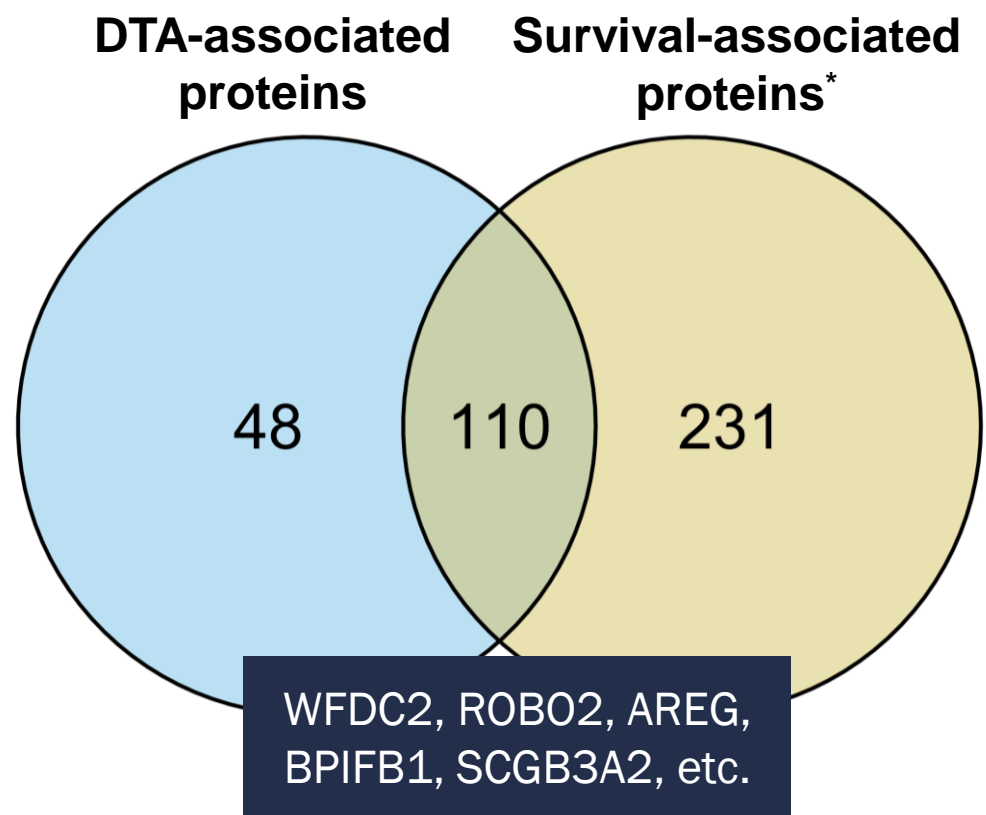 DTA-associated
proteins
Survival-associated
proteins*
48
110
231
WFDC2, ROBO2, AREG,
BPIFB1, SCGB3A2, etc.